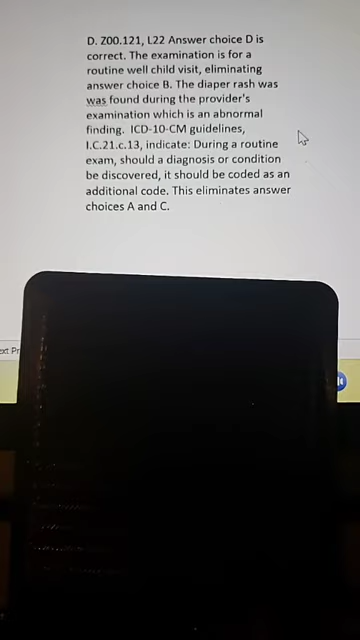 D. Z00.121, L22 Answer choice D is
correct. The examination is for a
routine well child visit, eliminating
answer choice B. The diaper rash was
was found during the provider's
examination which is an abnormal
finding. ICD-10-CM guidelines,
I.C.21.c.13, indicate: During a routine
exam, should a diagnosis or condition
be discovered, it should be coded as an
additional code. This eliminates answer
choices A and C.
ext Pr